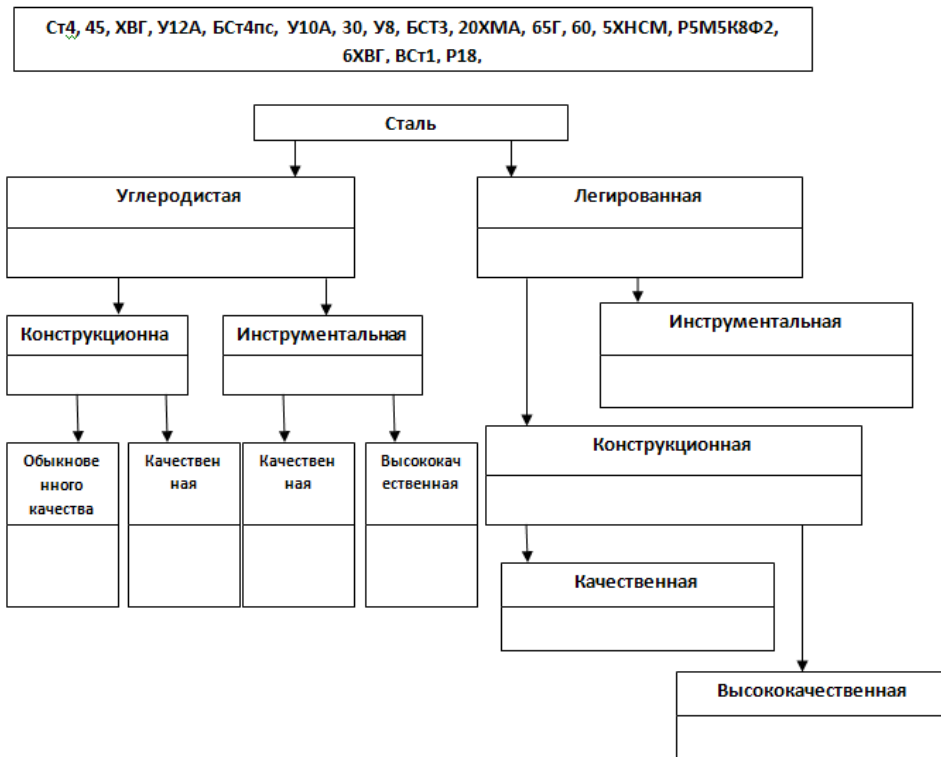 Ст4, 45, ХВГ, У12А, БСт4пс, У10А, 30, У8, БСТ3, 20ХМА, 65Г, 60, 5ХНСМ, Р5М5К8Ф2,
6ХВГ, ВСт1, Р18,
Сталь
Углеродистая
Легированная
Конструкционна
Инструментальная
Инструментальная
Обыкнове
нного
качества
Качествен
ная
Качествен
ная
Высококач
ественная
Конструкционная
Качественная
Высококачественная